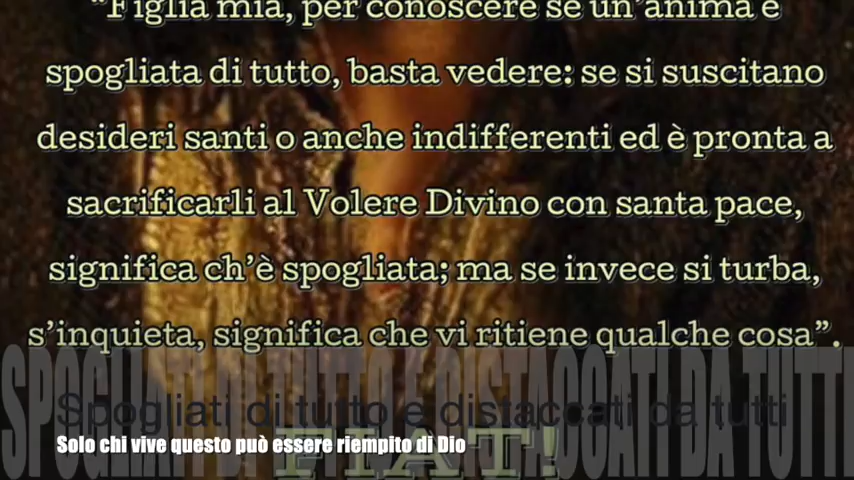 "Figlia mia, per conoscere se un'anima è
spogliata di tutto, basta vedere: se si suscitano
desideri santi o anche indifferenti ed è pronta a
sacrificarli al Volere Divino con santa pace,
significa ch'è spogliata; ma se invece si turba,
s'inquieta, significa che vi ritiene qualche cosa".
SPOGLIATI DI TUTTO E DISTACCATI DA TUTTI
Spogliati di tutto e distaccati da tutti
FIAT!
Solo chi vive questo può essere riempito di Dio